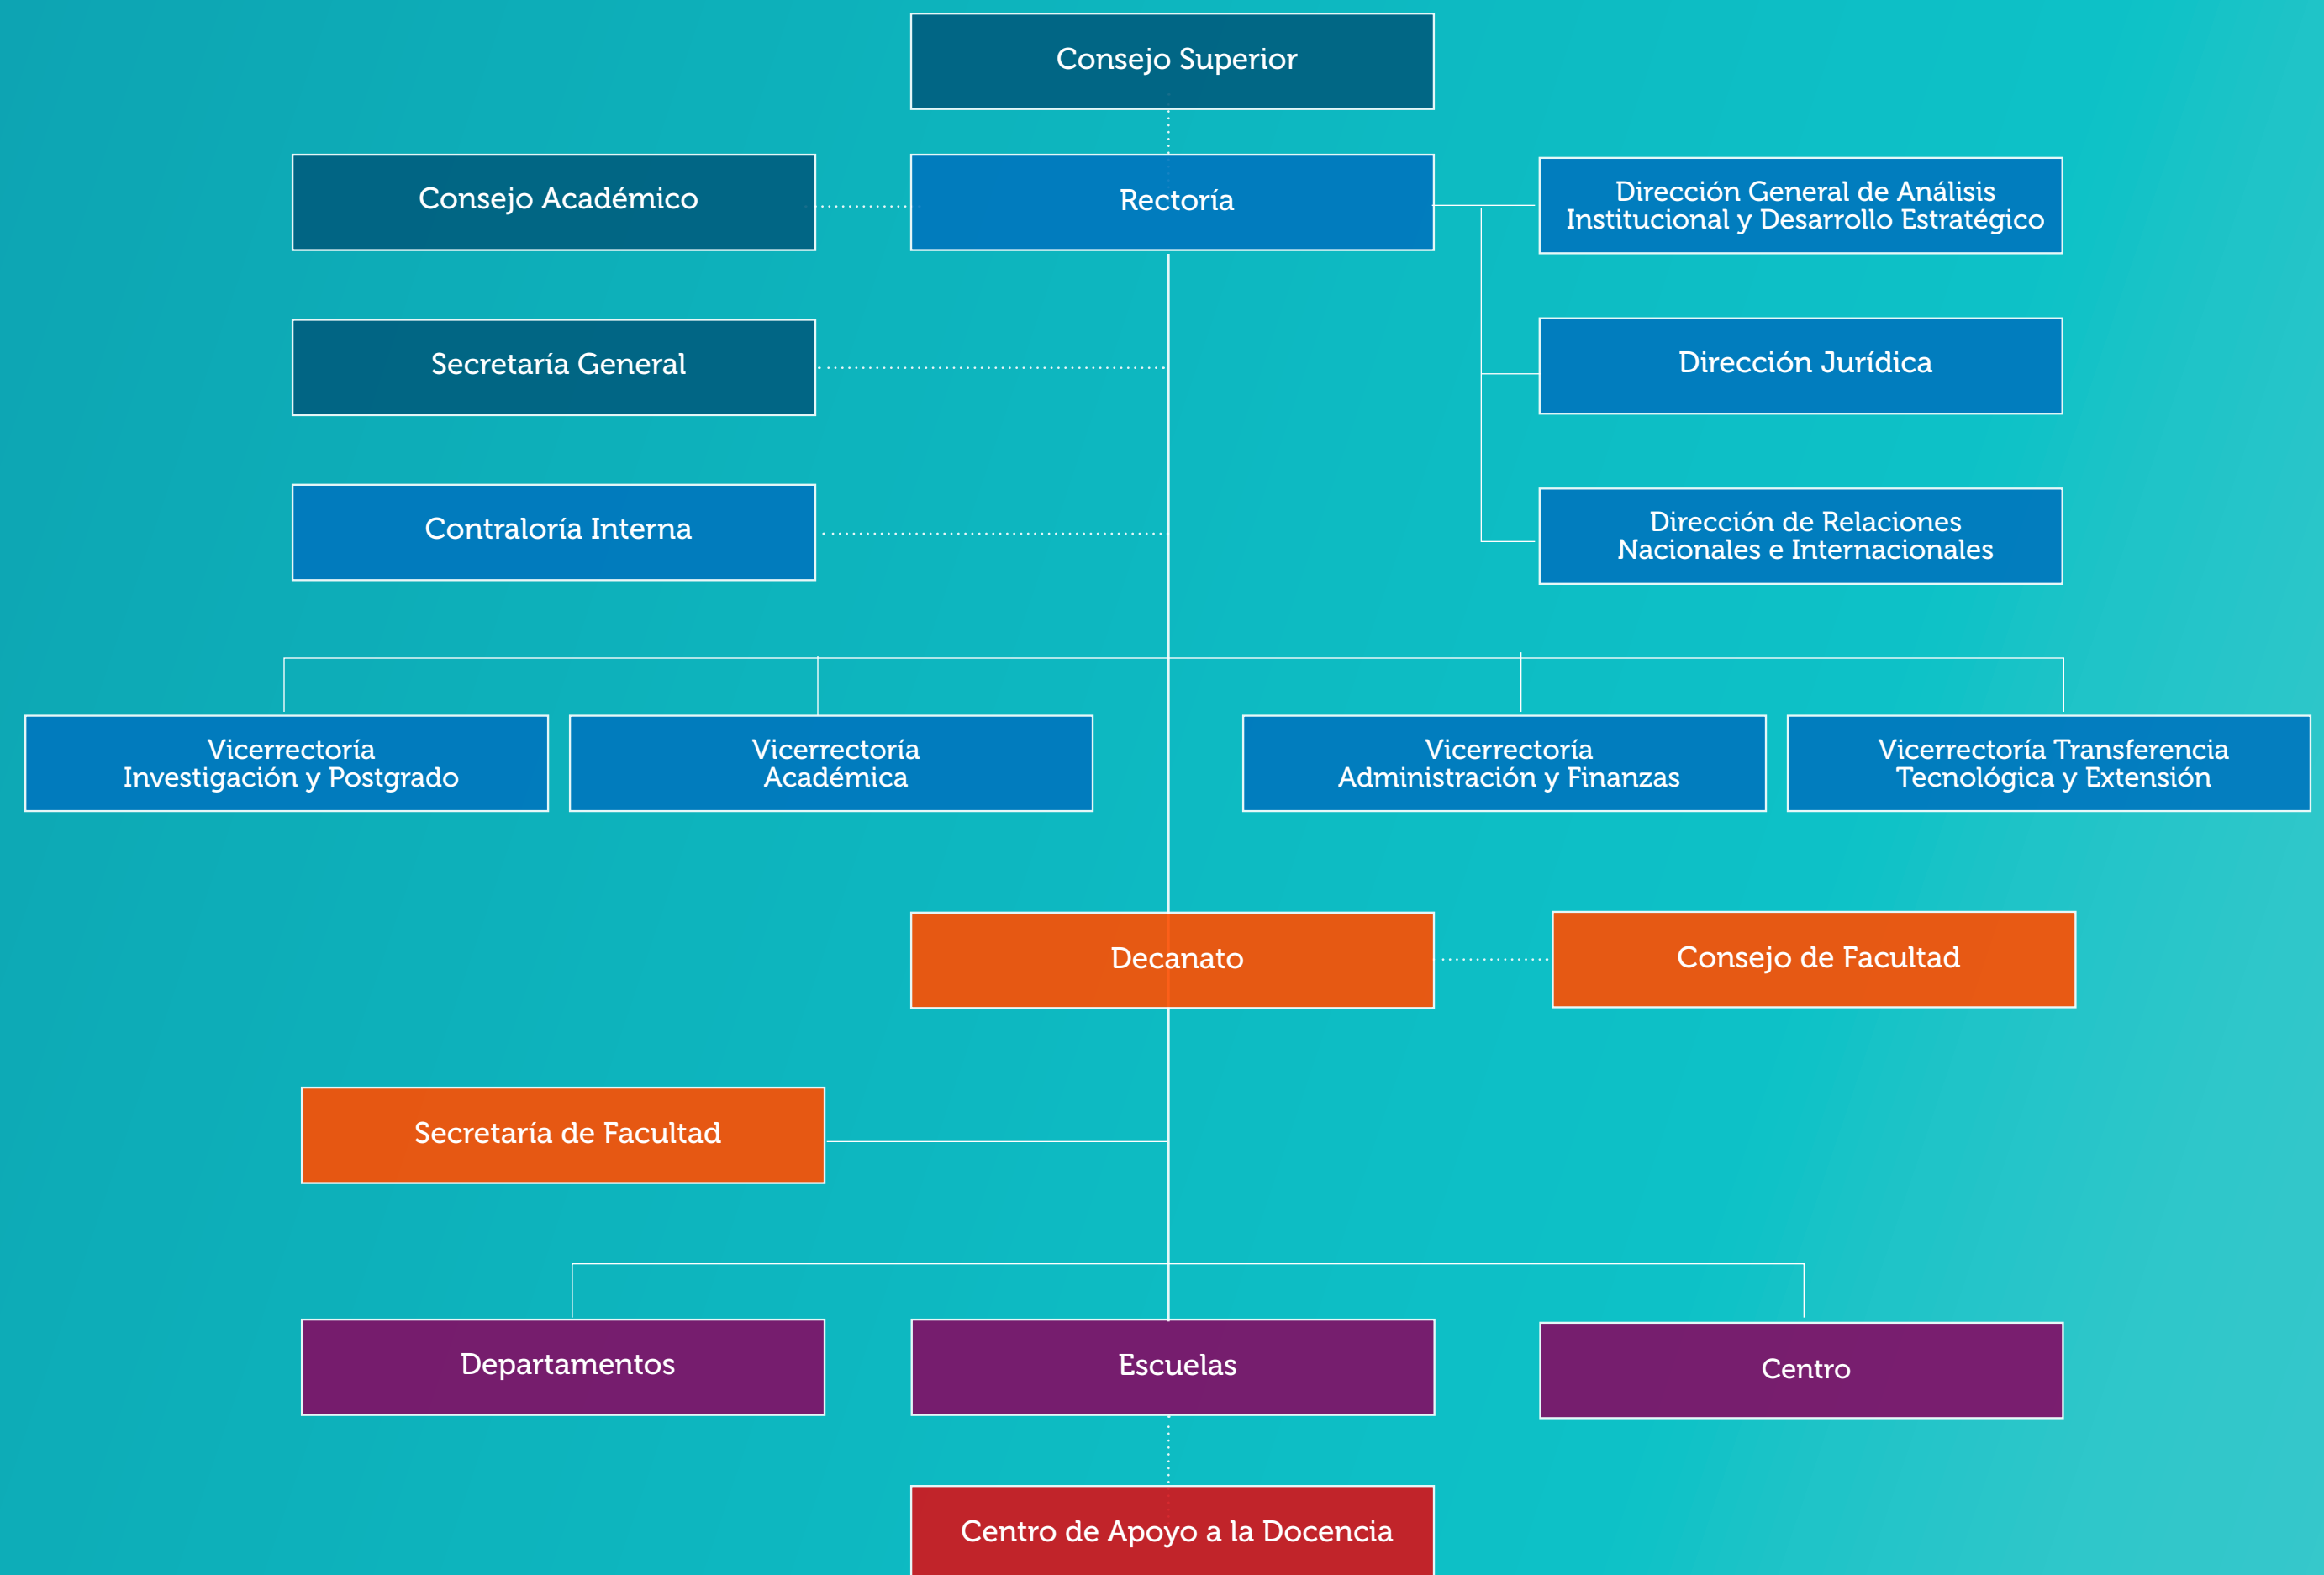 Consejo Superior
Consejo Académico
Rectoría
Dirección General de Análisis
Institucional y Desarrollo Estratégico
Secretaría General
Dirección Jurídica
Contraloría Interna
Dirección de Relaciones
Nacionales e Internacionales
Vicerrectoría
Investigación y Postgrado
Vicerrectoría
Académica
Vicerrectoría
Administración y Finanzas
Vicerrectoría Transferencia
Tecnológica y Extensión
Decanato
Consejo de Facultad
Secretaría de Facultad
Departamentos
Escuelas
Centro
Centro de Apoyo a la Docencia